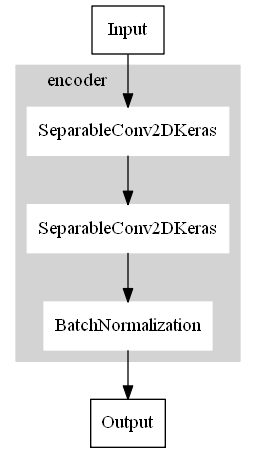 Input
encoder
SeparableConv2DKeras
SeparableConv2DKeras
BatchNormalization
Output